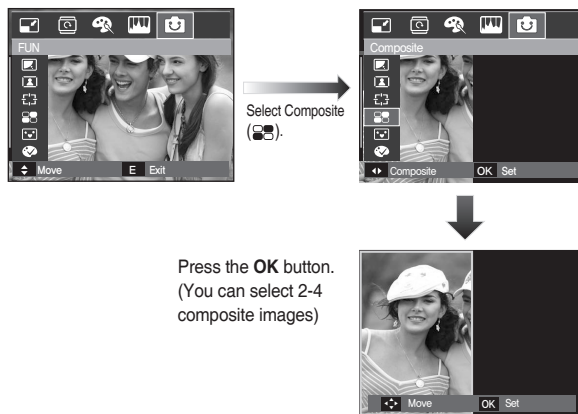 FUN
Move
E Exit
Select Composite
( ).
Composite
Composite
OK Set
Press the OK button.
(You can select 2-4
composite images)
Move
OK Set